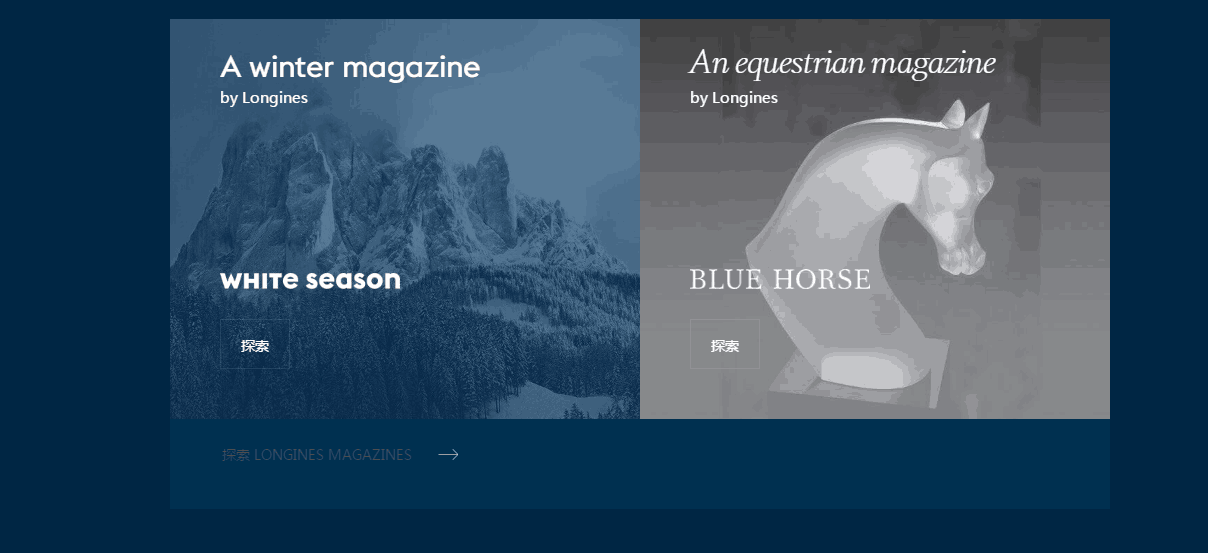 A winter magazine
by Longines
WHITe season
探索
An equestrian magazine
by Longines
BLUE HORSE
探索
探索 LONGINES MAGAZINES